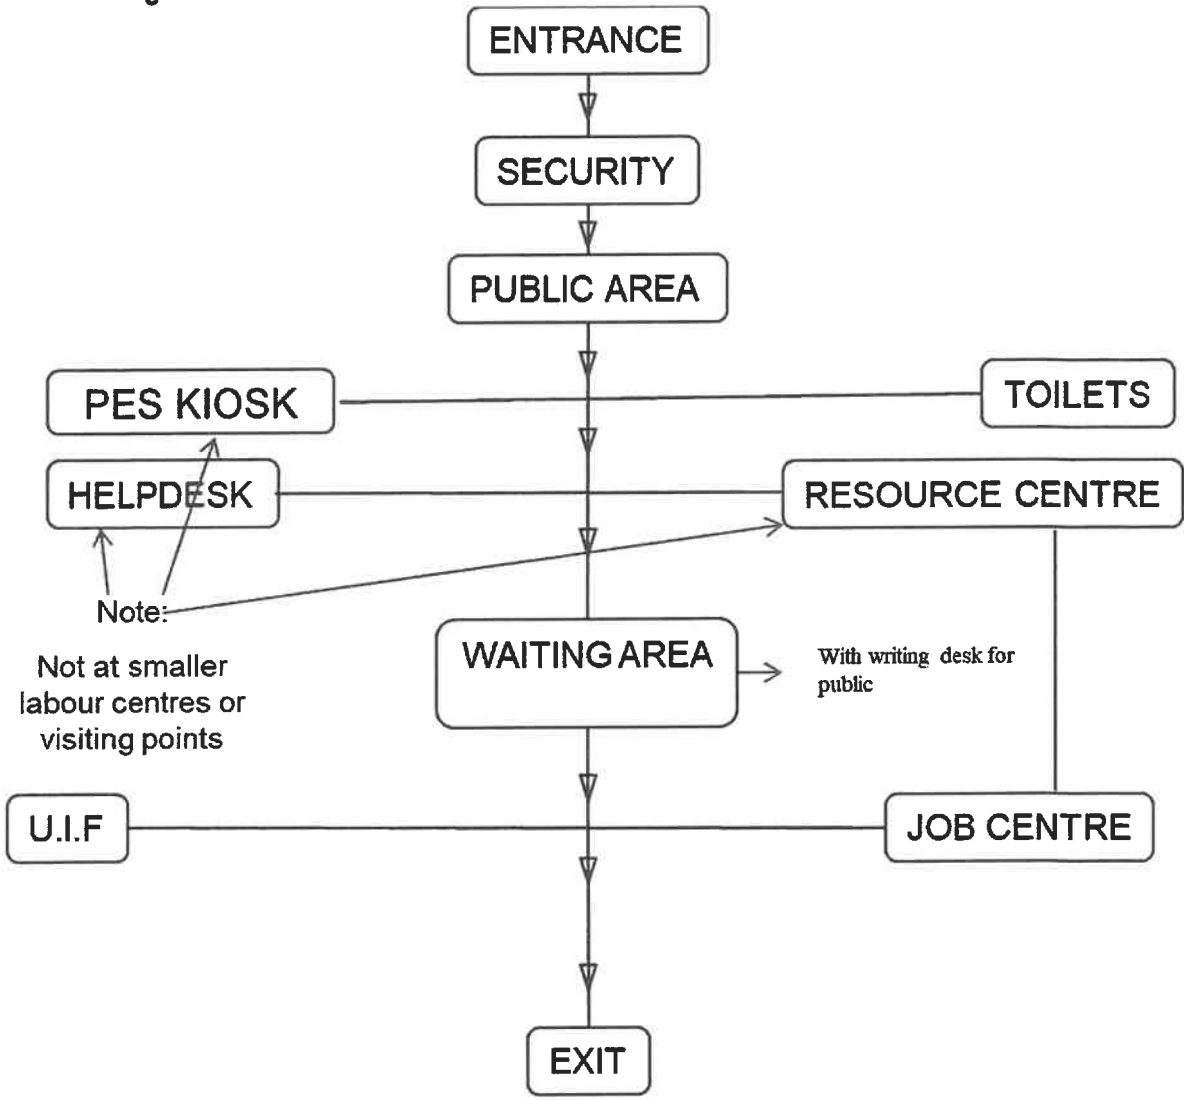 ENTRANCE
SECURITY
PUBLIC AREA
PES KIOSK
TOILETS
HELPDESK
RESOURCE CENTRE
Note:
Not at smaller
labour centres or
visiting points
WAITING AREA
With writing desk for
public
U.I.F
JOB CENTRE
EXIT